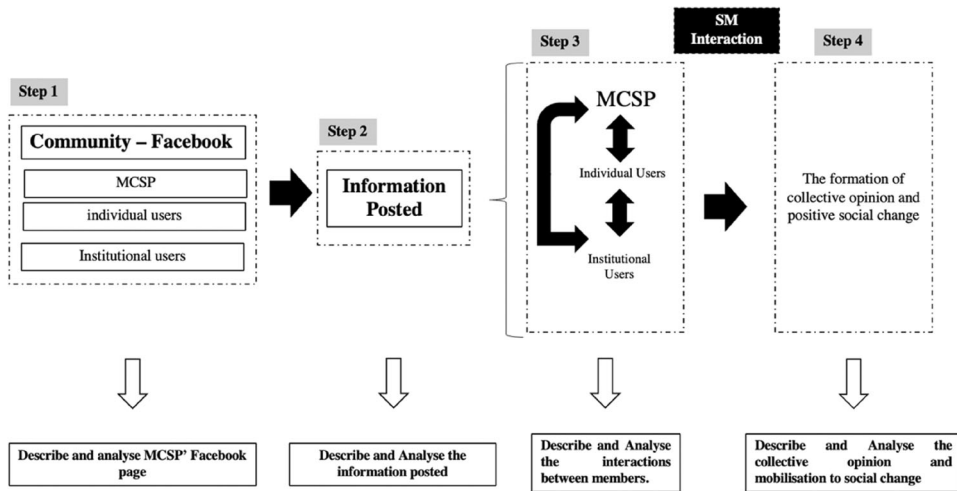 Step 1
Community – Facebook
MCSP
individual users
Institutional users
Step 2
Information
Posted
Step 3
MCSP
Individual Users
Institutional
Users
SM
Interaction
Step 4
The formation of
collective opinion and
positive social change
Describe and analyse MCSP' Facebook
page
Describe and Analyse the
information posted
Describe and Analyse
the interactions
between members.
Describe and Analyse the
collective opinion and
mobilisation to social change